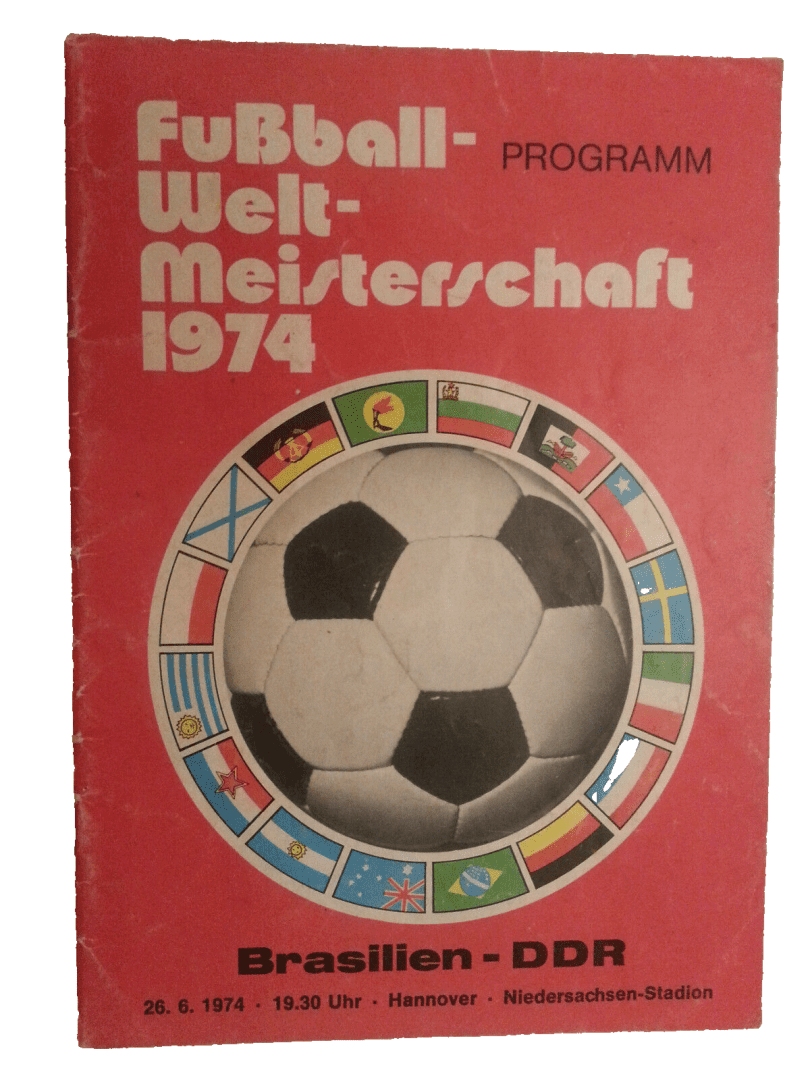 Fußball-
PROGRAMM
Welt-
Meisterschaft
1974
Brasilien - DDR
26. 6. 1974 · 19.30 Uhr · Hannover · Niedersachsen-Stadion